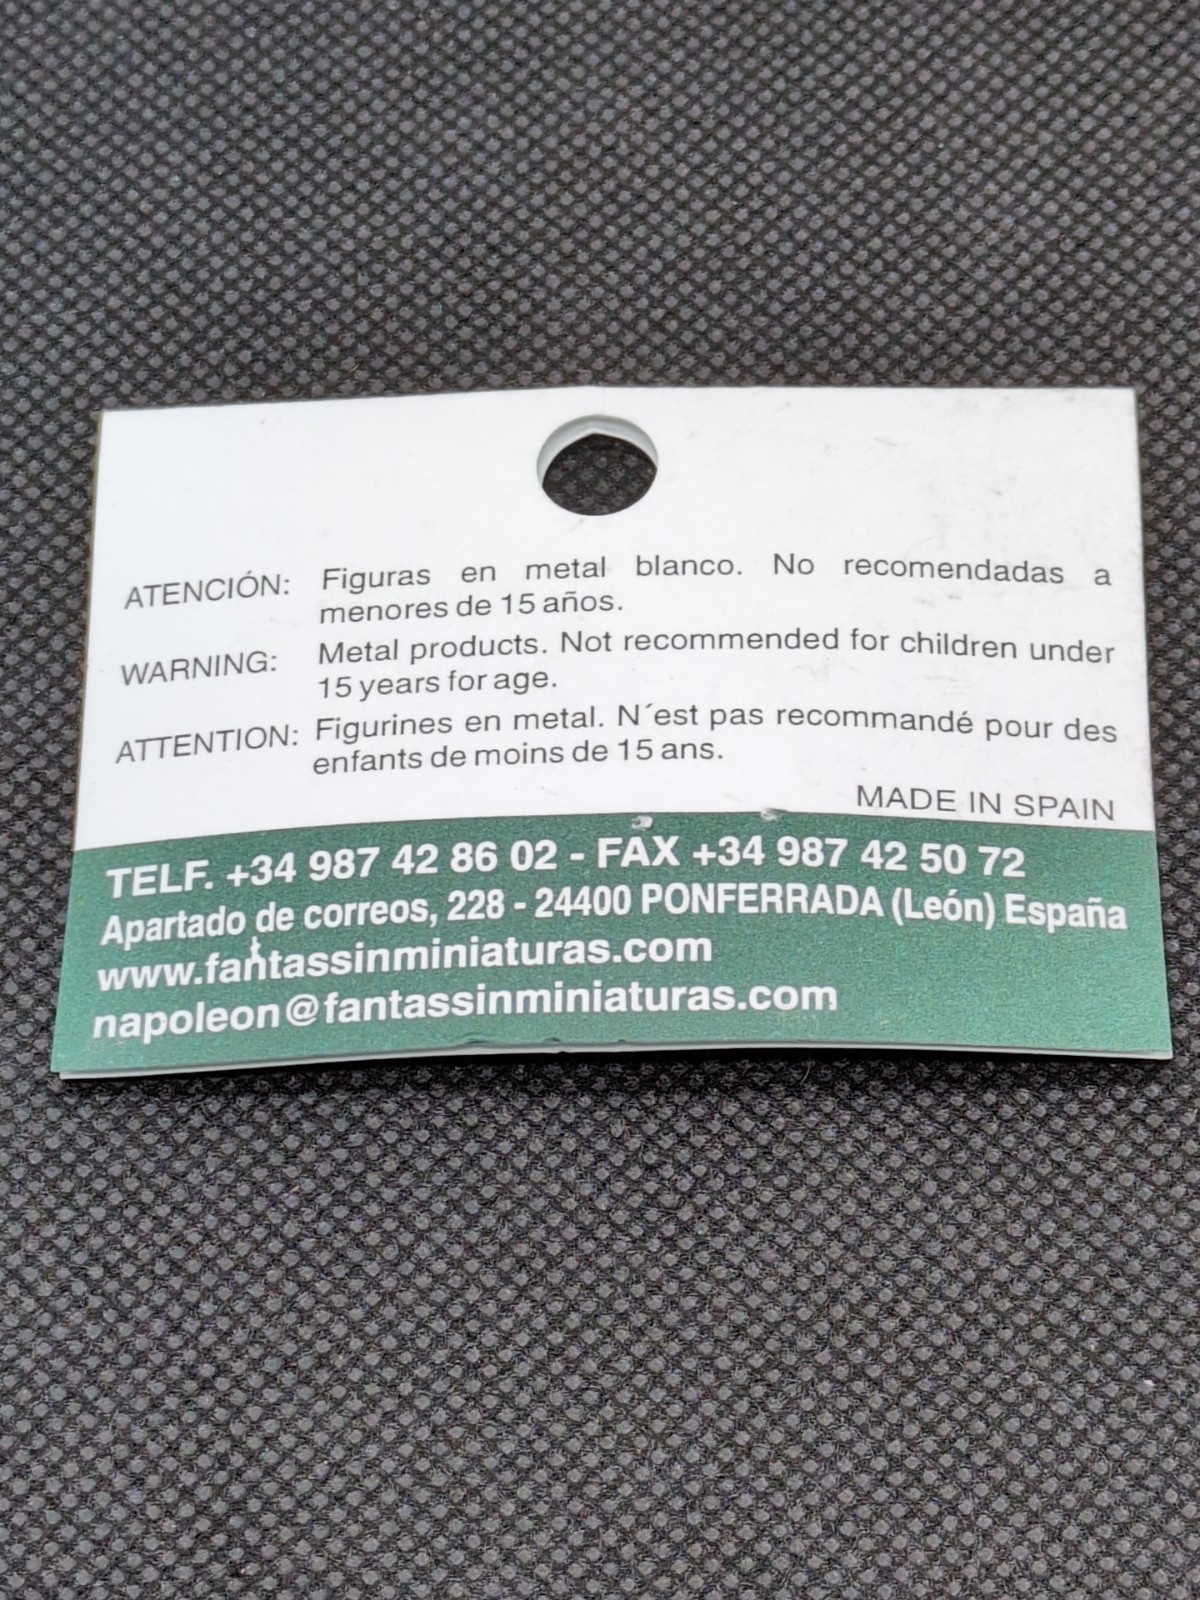 ATENCIÓN: Figuras en metal blanco. No recomendadas a
menores de 15 años.
WARNING: Metal products. Not recommended for children under
15 years for age.
ATTENTION: Figurines en metal. N´est pas recommandé pour des
enfants de moins de 15 ans.
MADE IN SPAIN
TELF. +34 987 42 86 02 - FAX +34 987 42 50 72
Apartado de correos, 228 - 24400 PONFERRADA (León) España
www.fantassinminiaturas.com
napoleon@fantassinminiaturas.com